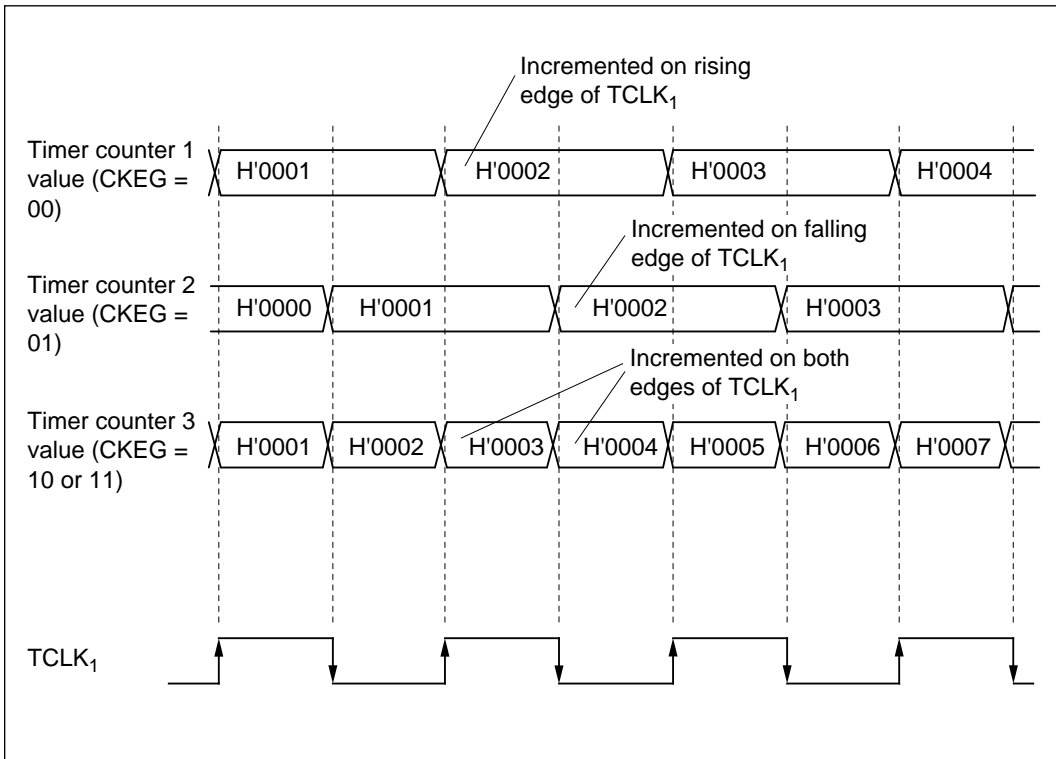 Incremented on rising
edge of TCLK₁
Timer counter 1
value (CKEG =
00)
H'0001 H'0002 H'0003 H'0004
Incremented on falling
edge of TCLK₁
Timer counter 2
value (CKEG =
01)
H'0000 H'0001 H'0002 H'0003
Incremented on both
edges of TCLK₁
Timer counter 3
value (CKEG =
10 or 11)
H'0001 H'0002 H'0003 H'0004 H'0005 H'0006 H'0007
TCLK₁